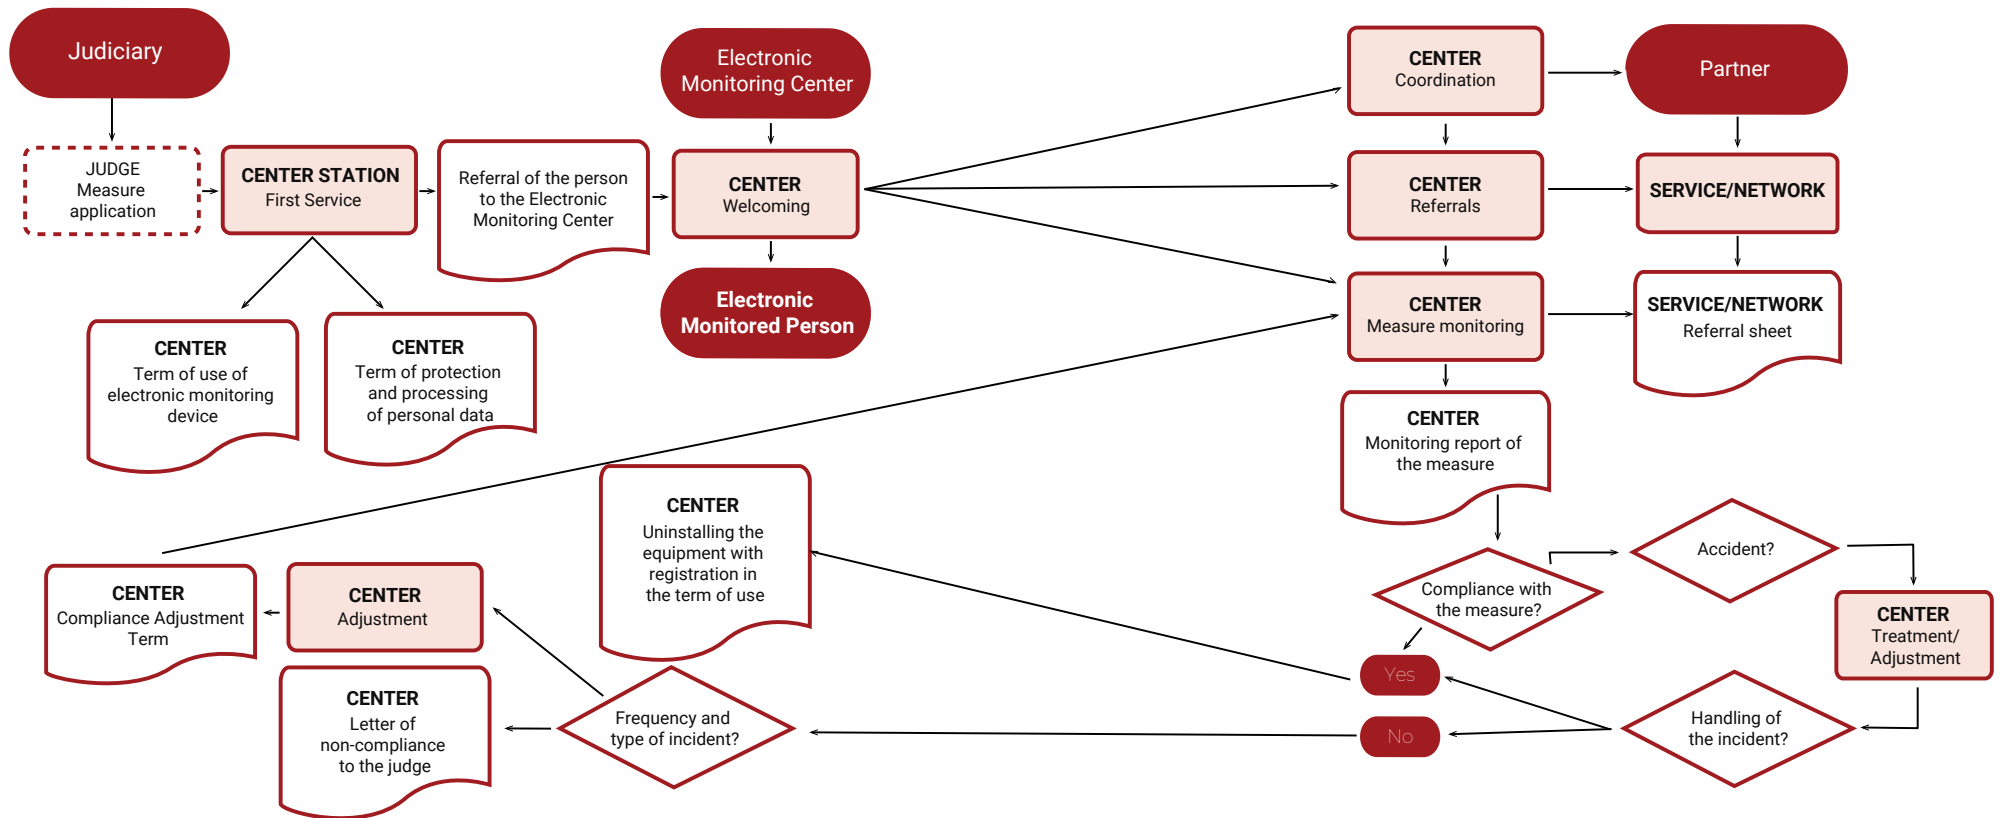 Judiciary
JUDGE
Measure
application
CENTER STATION
First Service
Referral of the person
to the Electronic
Monitoring Center
Electronic
Monitoring Center
CENTER
Welcoming
Electronic
Monitored Person
CENTER
Coordination
Partner
CENTER
Referrals
SERVICE/NETWORK
CENTER
Measure monitoring
SERVICE/NETWORK
Referral sheet
CENTER
Term of use of
electronic monitoring
device
CENTER
Term of protection
and processing
of personal data
CENTER
Monitoring report of
the measure
CENTER
Uninstalling the
equipment with
registration in
the term of use
Compliance with
the measure?
Accident?
CENTER
Treatment/
Adjustment
CENTER
Compliance Adjustment
Term
CENTER
Adjustment
Yes
No
Handling of
the incident?
Frequency and
type of incident?
CENTER
Letter of
non-compliance
to the judge